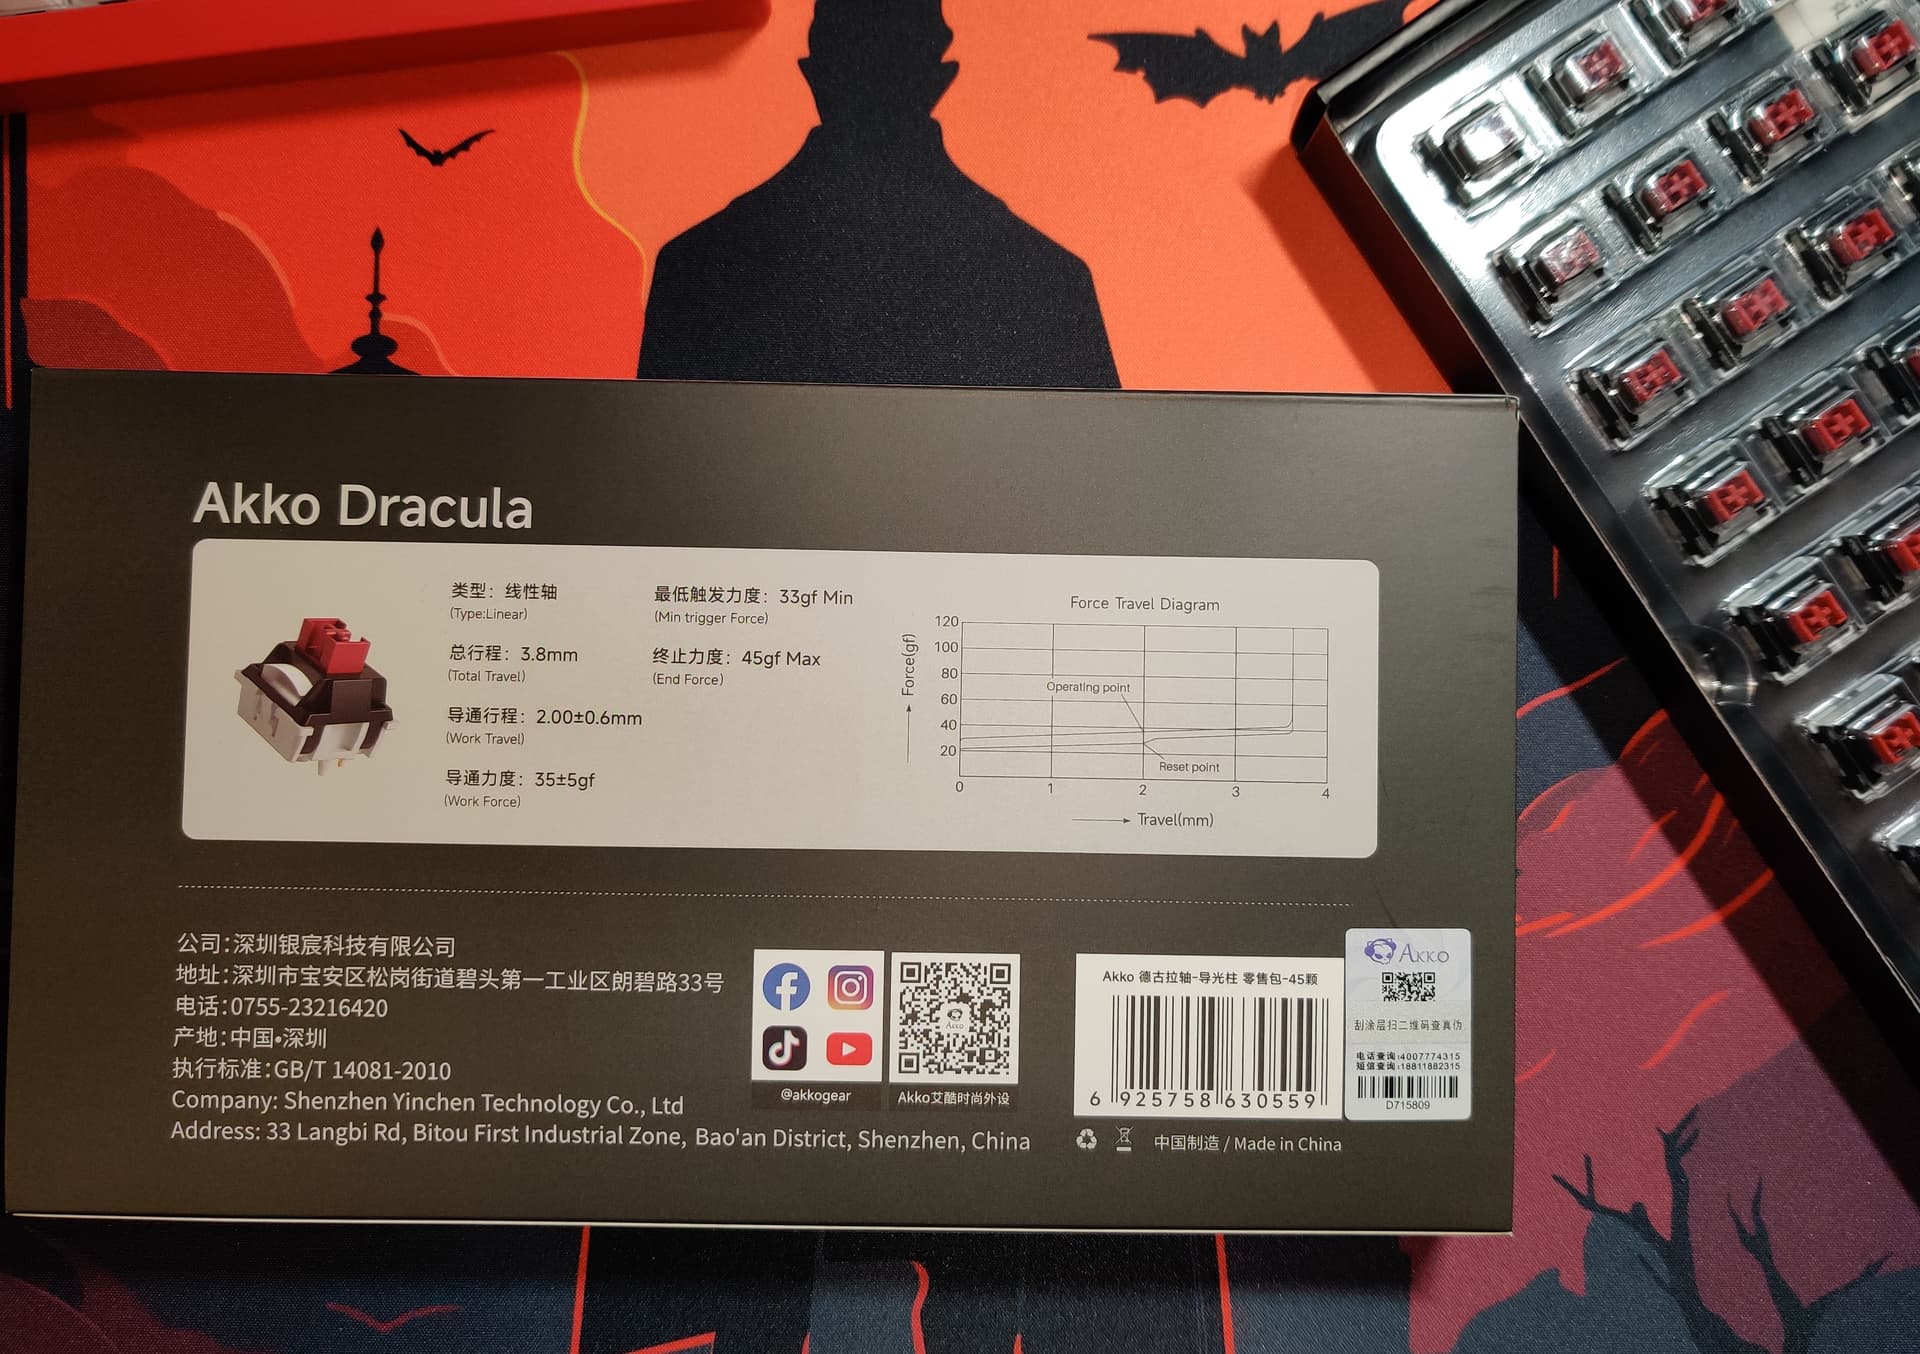 Akko Dracula
类型：线性轴
(Type:Linear)
总行程：3.8mm
(Total Travel)
导通行程：2.00±0.6mm
(Work Travel)
导通力度：35±5gf
(Work Force)
最低触发力度：33gf Min
(Min trigger Force)
终止力度：45gf Max
(End Force)
Force Travel Diagram
Force(gf)
120
100
80
60
40
20
Operating point
Reset point
0 1 2 3 4
Travel(mm)
公司：深圳银宸科技有限公司
地址：深圳市宝安区松岗街道碧头第一工业区朗碧路33号
电话：0755-23216420
产地：中国•深圳
执行标准：GB/T 14081-2010
Company: Shenzhen Yinchen Technology Co., Ltd
Address: 33 Langbi Rd, Bitou First Industrial Zone, Bao'an District, Shenzhen, China
@akkogear
Akko
Akko艾酷时尚外设
Akko 德古拉轴-导光柱 零售包-45颗
6 925758 630559
中国制造 / Made in China
AKKO
刮涂层扫二维码查真伪
电话查询:4007774315
短信查询:18811882315
D715809